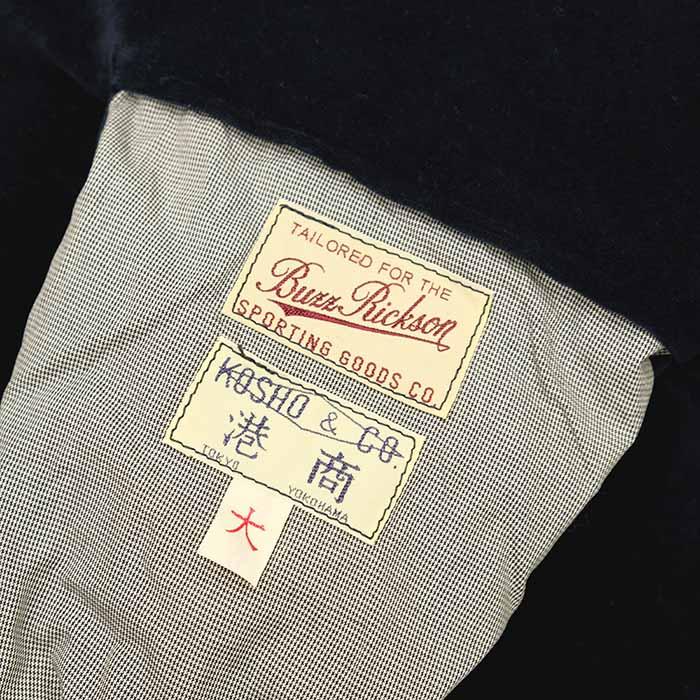 TAILORED FOR THE
Buzz Rickson
SPORTING GOODS CO.
KOSHO & CO.
港商
TOKYO YOKOHAMA
大